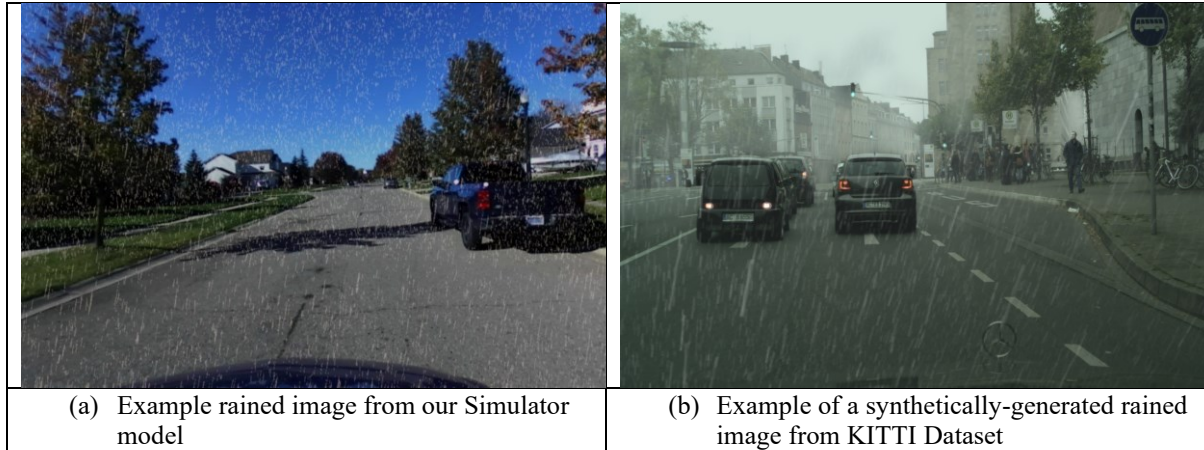 (a) Example rained image from our Simulator
model
(b) Example of a synthetically-generated rained
image from KITTI Dataset